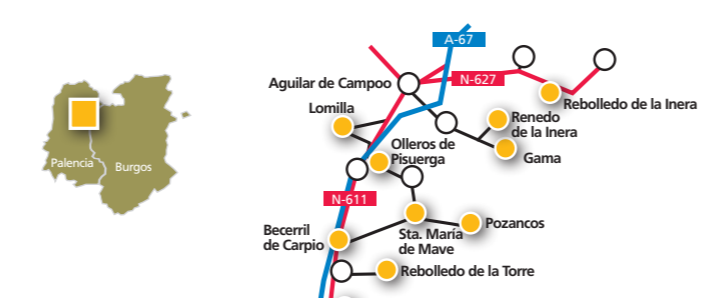 A-67
Aguilar de Campoo
N-627
Rebolledo de la Inera
Lomilla
Renedo
de la Inera
Olleros de
Pisuerga
Gama
Palencia
Burgos
N-611
Becerril
de Carpio
Sta. María
de Mave
Pozancos
Rebolledo de la Torre